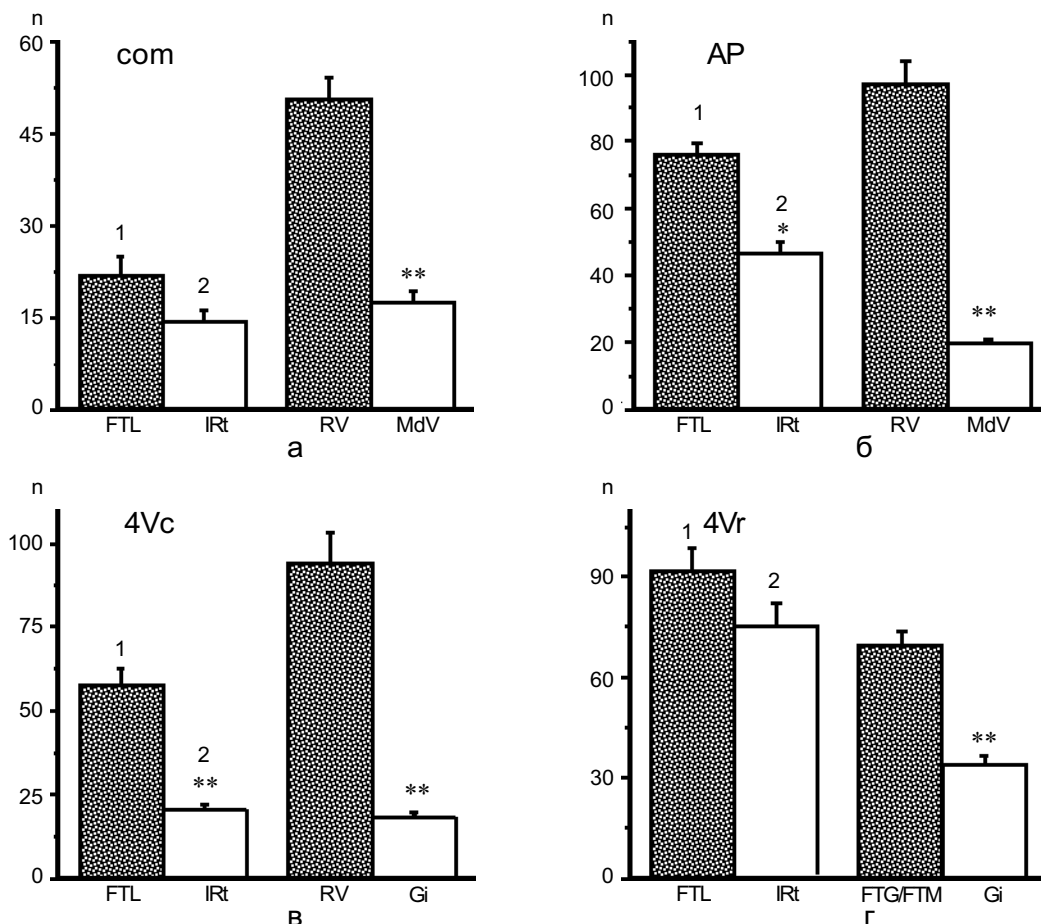 n
com
60
45
30
15
0
1
2
**
FTL IRt RV MdV
а
n
AP
100
80
60
40
20
0
1
2
*
**
FTL IRt RV MdV
б
n
4Vc
100
75
50
25
0
1
2
**
**
FTL IRt RV Gi
в
n
4Vr
90
60
30
0
1
2
**
FTL IRt FTG/FTM Gi
г